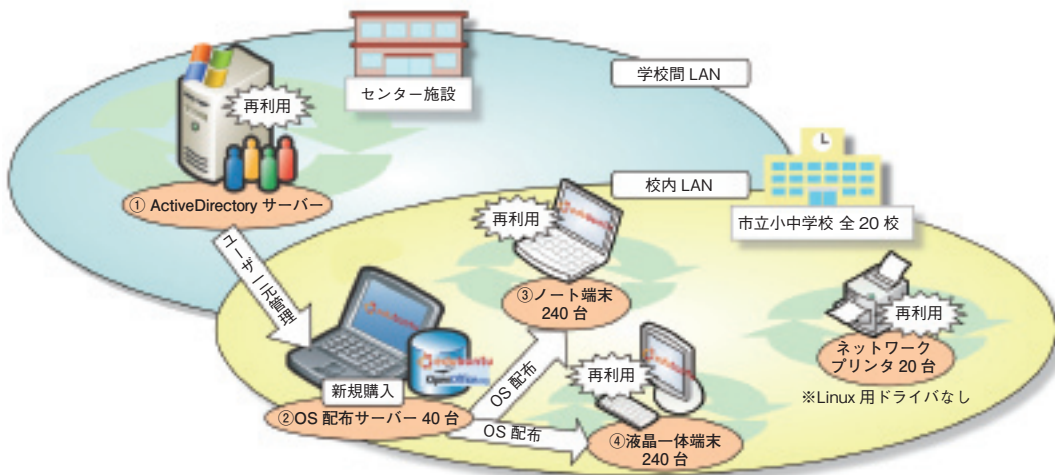 学校間 LAN
センター施設
再利用
① ActiveDirectory サーバー
校内 LAN
市立小中学校 全 20 校
ユーザ一元管理
再利用
③ノート端末
240 台
再利用
ネットワーク
プリンタ 20 台
※Linux 用ドライバなし
新規購入
②OS 配布サーバー 40 台
OS 配布
OS 配布
再利用
④液晶一体端末
240 台